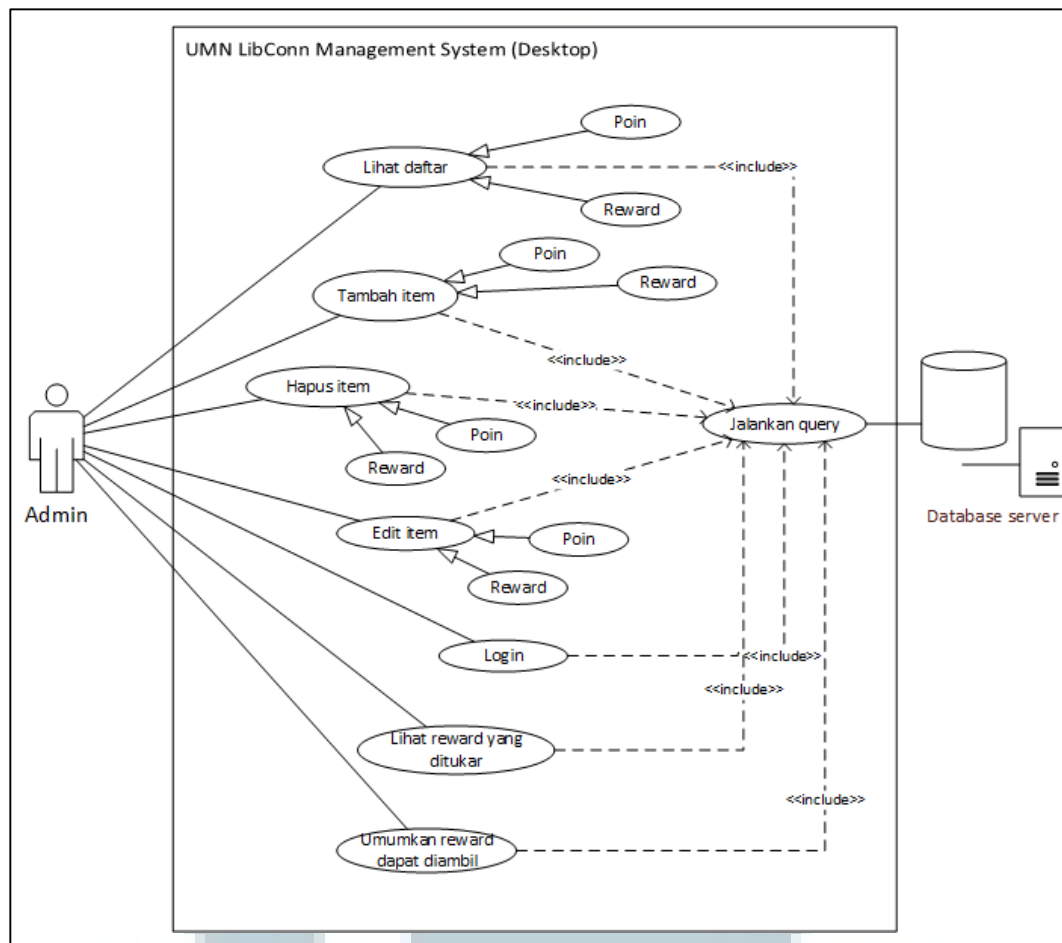 UMN LibConn Management System (Desktop)
Poin
Lihat daftar
<<include>>
Reward
Poin
Tambah item
Reward
<<include>>
Hapus item
<<include>>
Poin
Jalankan query
Reward
<<include>>
Admin
Database server
Edit item
Poin
Reward
Login
<<include>>
<<include>>
Lihat reward yang
ditukar
<<include>>
Umumkan reward
dapat diambil